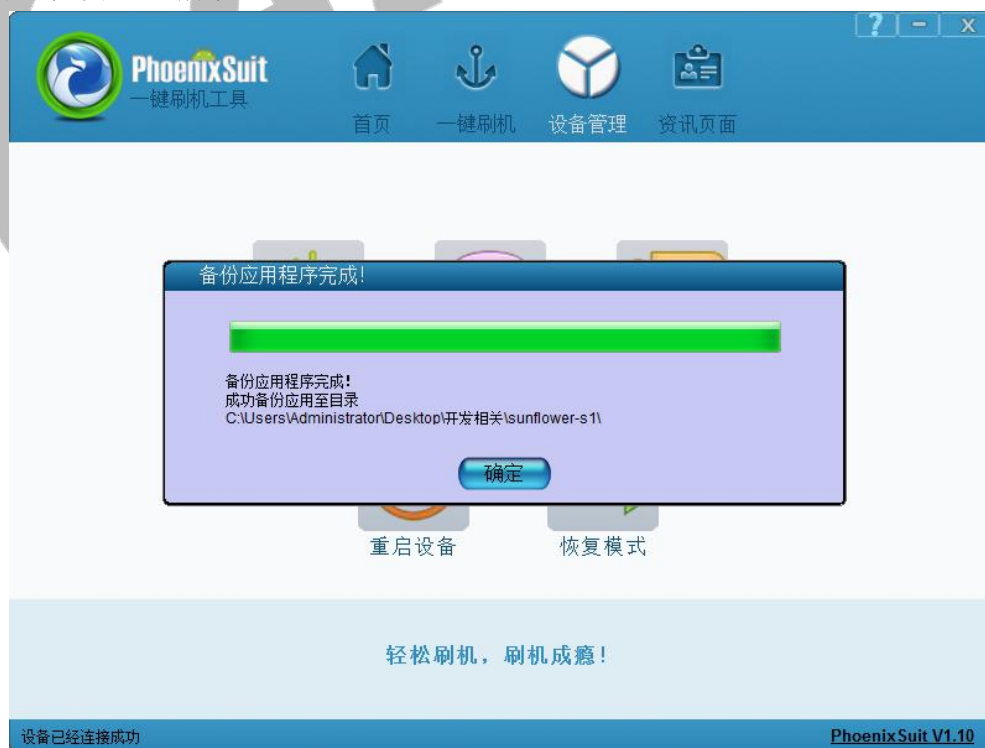 ? - x
PhoenixSuit
一键刷机工具
首页 一键刷机 设备管理 资讯页面
备份应用程序完成!
备份应用程序完成!
成功备份应用至目录
C:\Users\Administrator\Desktop\开发相关\sunflower-s1\
确定
重启设备 恢复模式
轻松刷机，刷机成瘾!
设备已经连接成功 PhoenixSuit V1.10